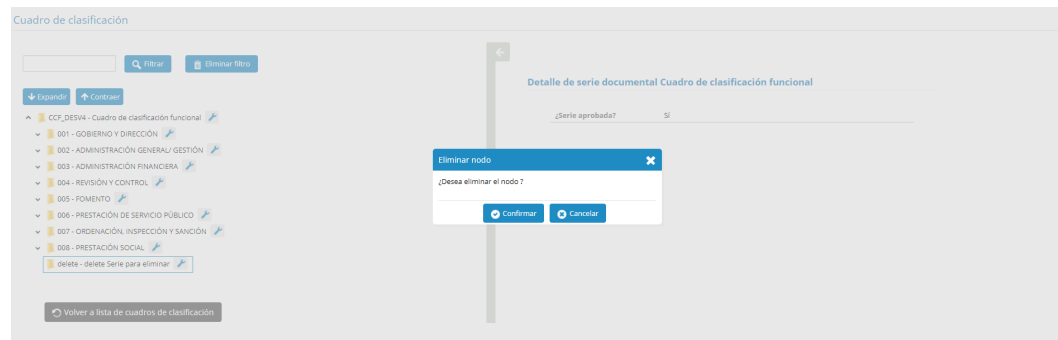 Cuadro de clasificación
Filtrar
Eliminar filtro
Expandir
Contraer
CCF_DESV4 - Cuadro de clasificación funcional
001 - GOBIERNO Y DIRECCIÓN
002 - ADMINISTRACIÓN GENERAL/ GESTIÓN
003 - ADMINISTRACIÓN FINANCIERA
004 - REVISIÓN Y CONTROL
005 - FOMENTO
006 - PRESTACIÓN DE SERVICIO PÚBLICO
007 - ORDENACIÓN, INSPECCIÓN Y SANCIÓN
008 - PRESTACIÓN SOCIAL
delete - delete Serie para eliminar
Volver a lista de cuadros de clasificación
Detalle de serie documental Cuadro de clasificación funcional
¿Serie aprobada? Sí
Eliminar nodo
¿Desea eliminar el nodo ?
Confirmar
Cancelar